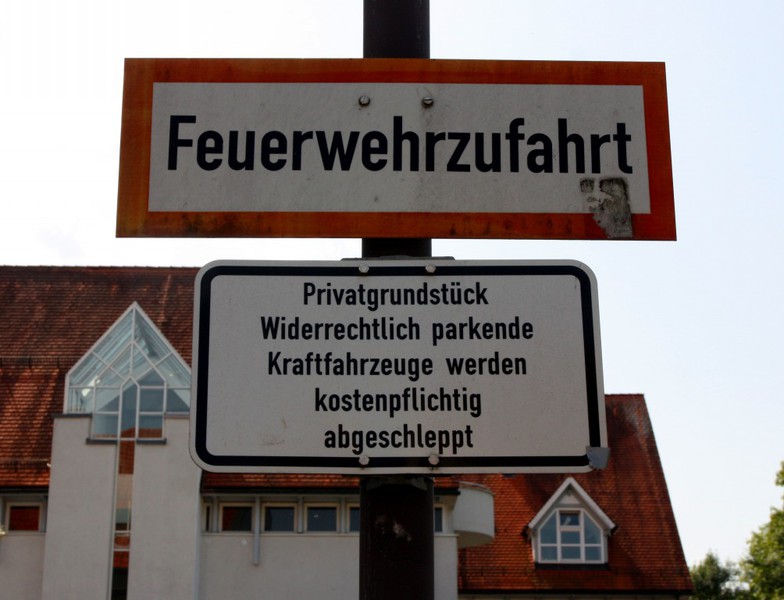 Feuerwehrzufahrt
Privatgrundstück
Widerrechtlich parkende
Kraftfahrzeuge werden
kostenpflichtig
abgeschleppt